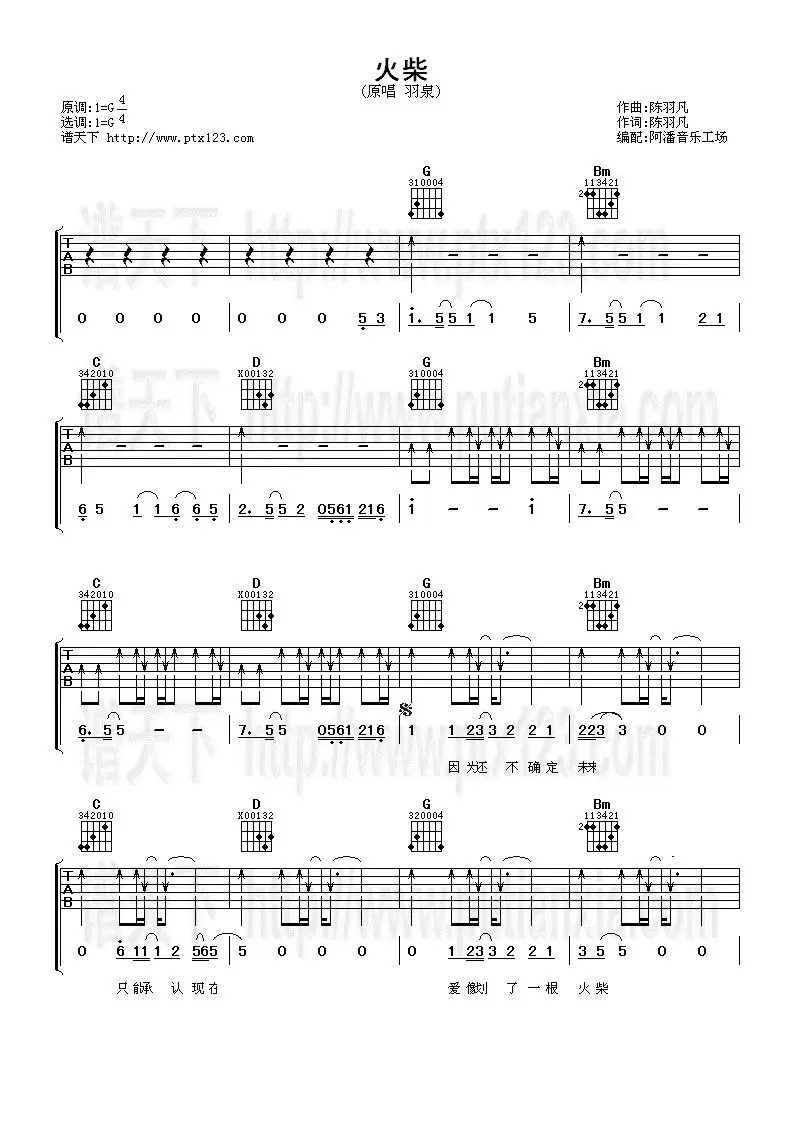 火柴
(原唱 羽泉)
原调:1=G 4/4
选调:1=G
谱天下 http://www.ptx123.com
作曲:陈羽凡
作词:陈羽凡
编配:阿潘音乐工场
G Bm
310004 113421
2
T
A
B
0 0 0 0 0 0 0 5 3 1. 5 5 1 1 5 7. 5 5 1 1 2 1
C D G Bm
342010 X00132 310004 113421
2
T
A
B
6 5 1 1 6 6 5 2. 5 5 2 0561 216 1 - - 1 7. 5 5 - -
C D G Bm
342010 X00132 310004 113421
2
T
A
B
6. 5 5 - - 7. 5 5 0561 216 1 1 23 3 2 2 1 223 3 0 0
因为还 不 确 定 未来
C D G Bm
342010 X00132 320004 113421
2
T
A
B
0 6 11 1 2 565 5 0 0 0 0 1 23 2 2 1 3 5 5 0 0
只能承 认 现在 爱像划 了 一 根 火 柴
谱天下 http://www.ptx123.com
谱天下 http://www.putianxia.com